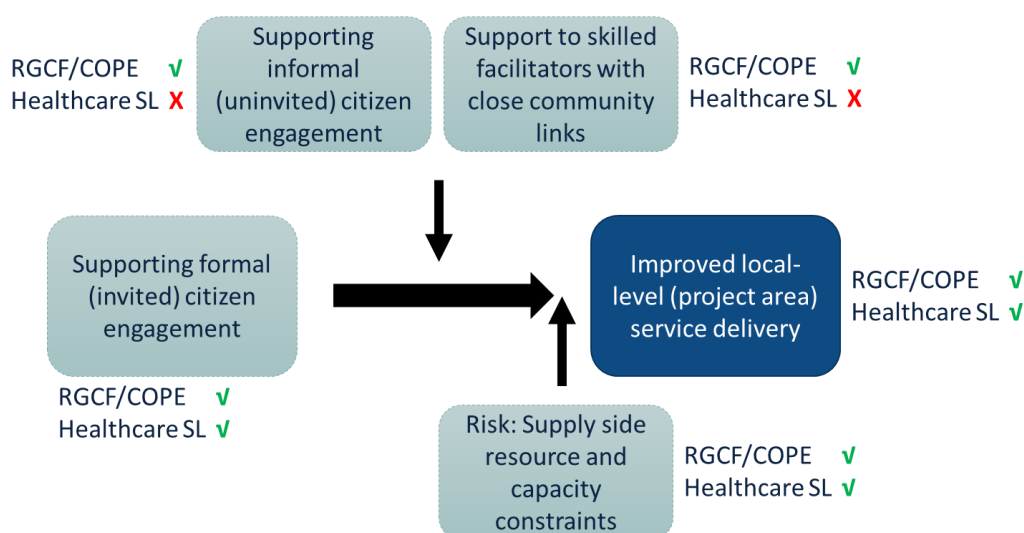 Supporting
informal
(uninvited) citizen
engagement
Support to skilled
facilitators with
close community
links
RGCF/COPE √
Healthcare SL X
RGCF/COPE √
Healthcare SL X
Supporting formal
(invited) citizen
engagement
Improved local-
level (project area)
service delivery
RGCF/COPE √
Healthcare SL √
RGCF/COPE √
Healthcare SL √
Risk: Supply side
resource and
capacity
constraints
RGCF/COPE √
Healthcare SL √